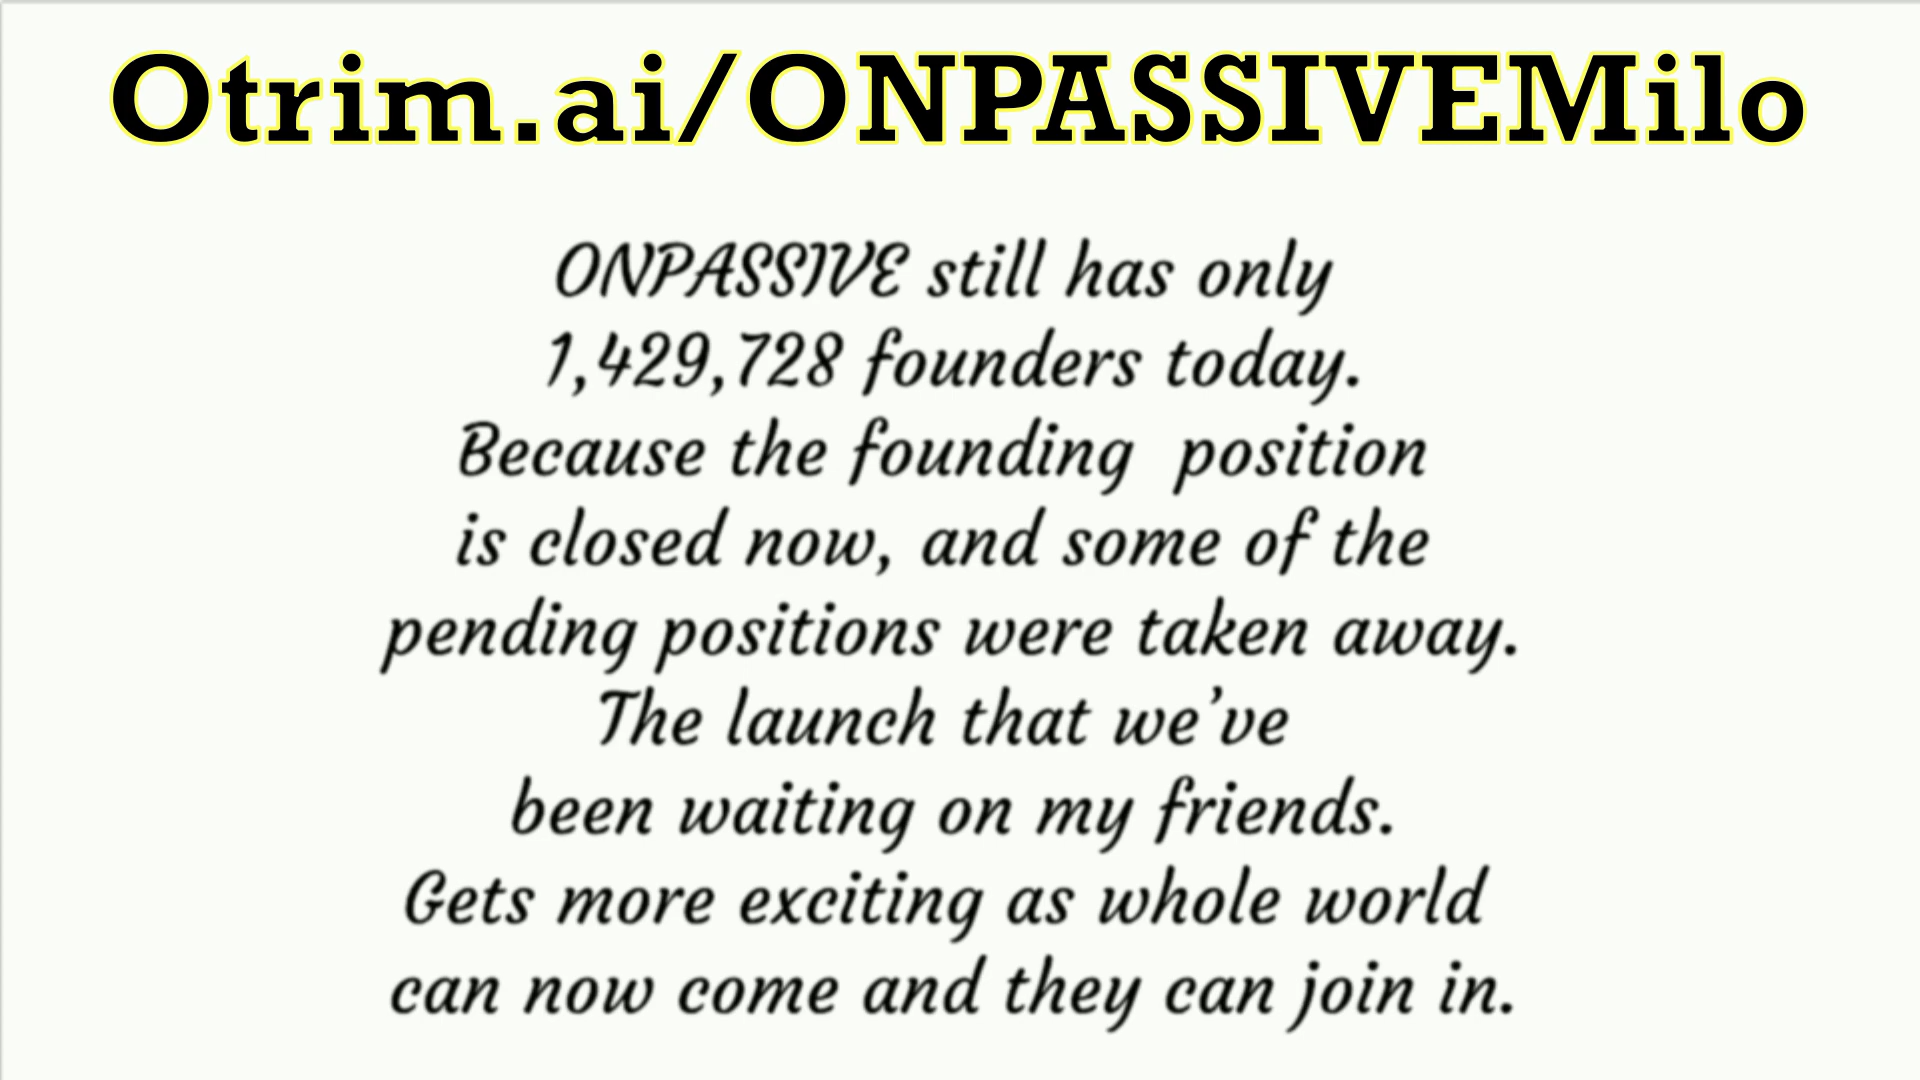 Otrim.ai/ONPASSIVEMilo
ONPASSIVE still has only
1,429,728 founders today.
Because the founding position
is closed now, and some of the
pending positions were taken away.
The launch that we’ve
been waiting on my friends.
Gets more exciting as whole world
can now come and they can join in.